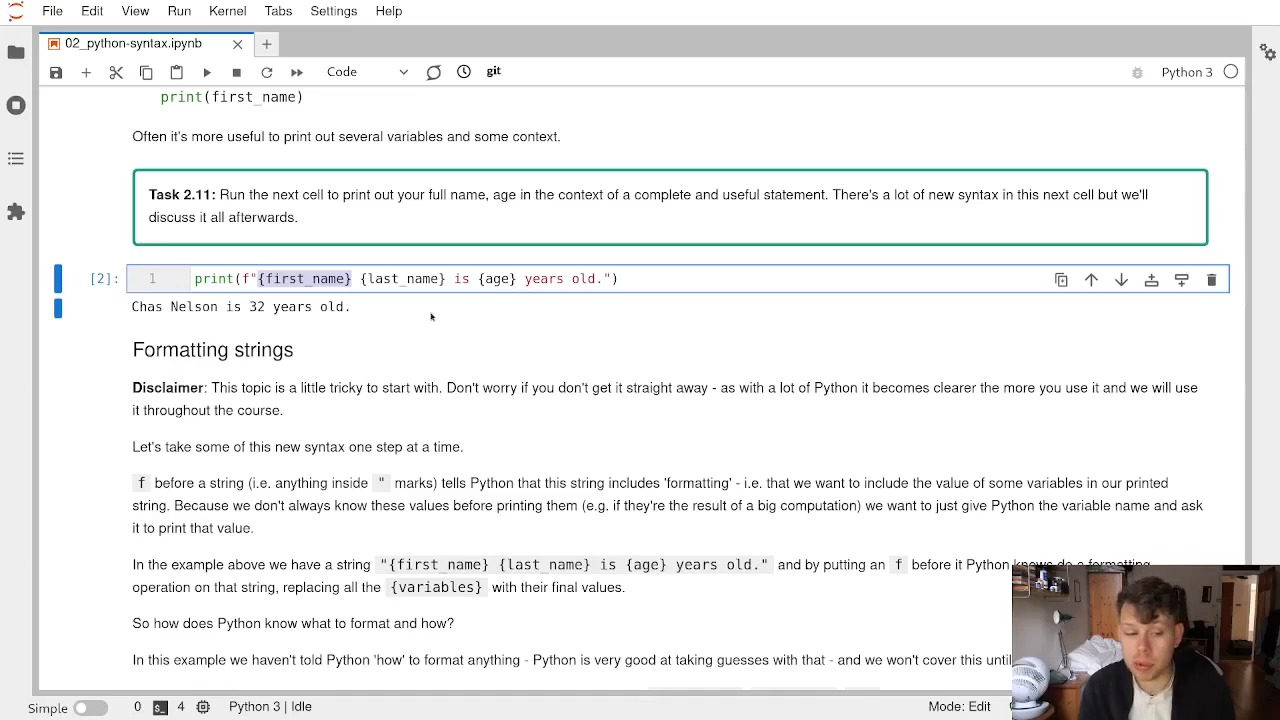 File Edit View Run Kernel Tabs Settings Help
02_python-syntax.ipynb
Code git Python 3
print(first_name)
Often it's more useful to print out several variables and some context.
Task 2.11: Run the next cell to print out your full name, age in the context of a complete and useful statement. There's a lot of new syntax in this next cell but we'll
discuss it all afterwards.
[2]: 1 print(f"{first_name} {last_name} is {age} years old.")
Chas Nelson is 32 years old.
Formatting strings
Disclaimer: This topic is a little tricky to start with. Don't worry if you don't get it straight away - as with a lot of Python it becomes clearer the more you use it and we will use
it throughout the course.
Let's take some of this new syntax one step at a time.
f before a string (i.e. anything inside " marks) tells Python that this string includes 'formatting' - i.e. that we want to include the value of some variables in our printed
string. Because we don't always know these values before printing them (e.g. if they're the result of a big computation) we want to just give Python the variable name and ask
it to print that value.
In the example above we have a string "{first_name} {last_name} is {age} years old." and by putting an f before it Python knows do a formatting
operation on that string, replacing all the {variables} with their final values.
So how does Python know what to format and how?
In this example we haven't told Python 'how' to format anything - Python is very good at taking guesses with that - and we won't cover this until
Simple 0 $_ 4 Python 3 | Idle Mode: Edit